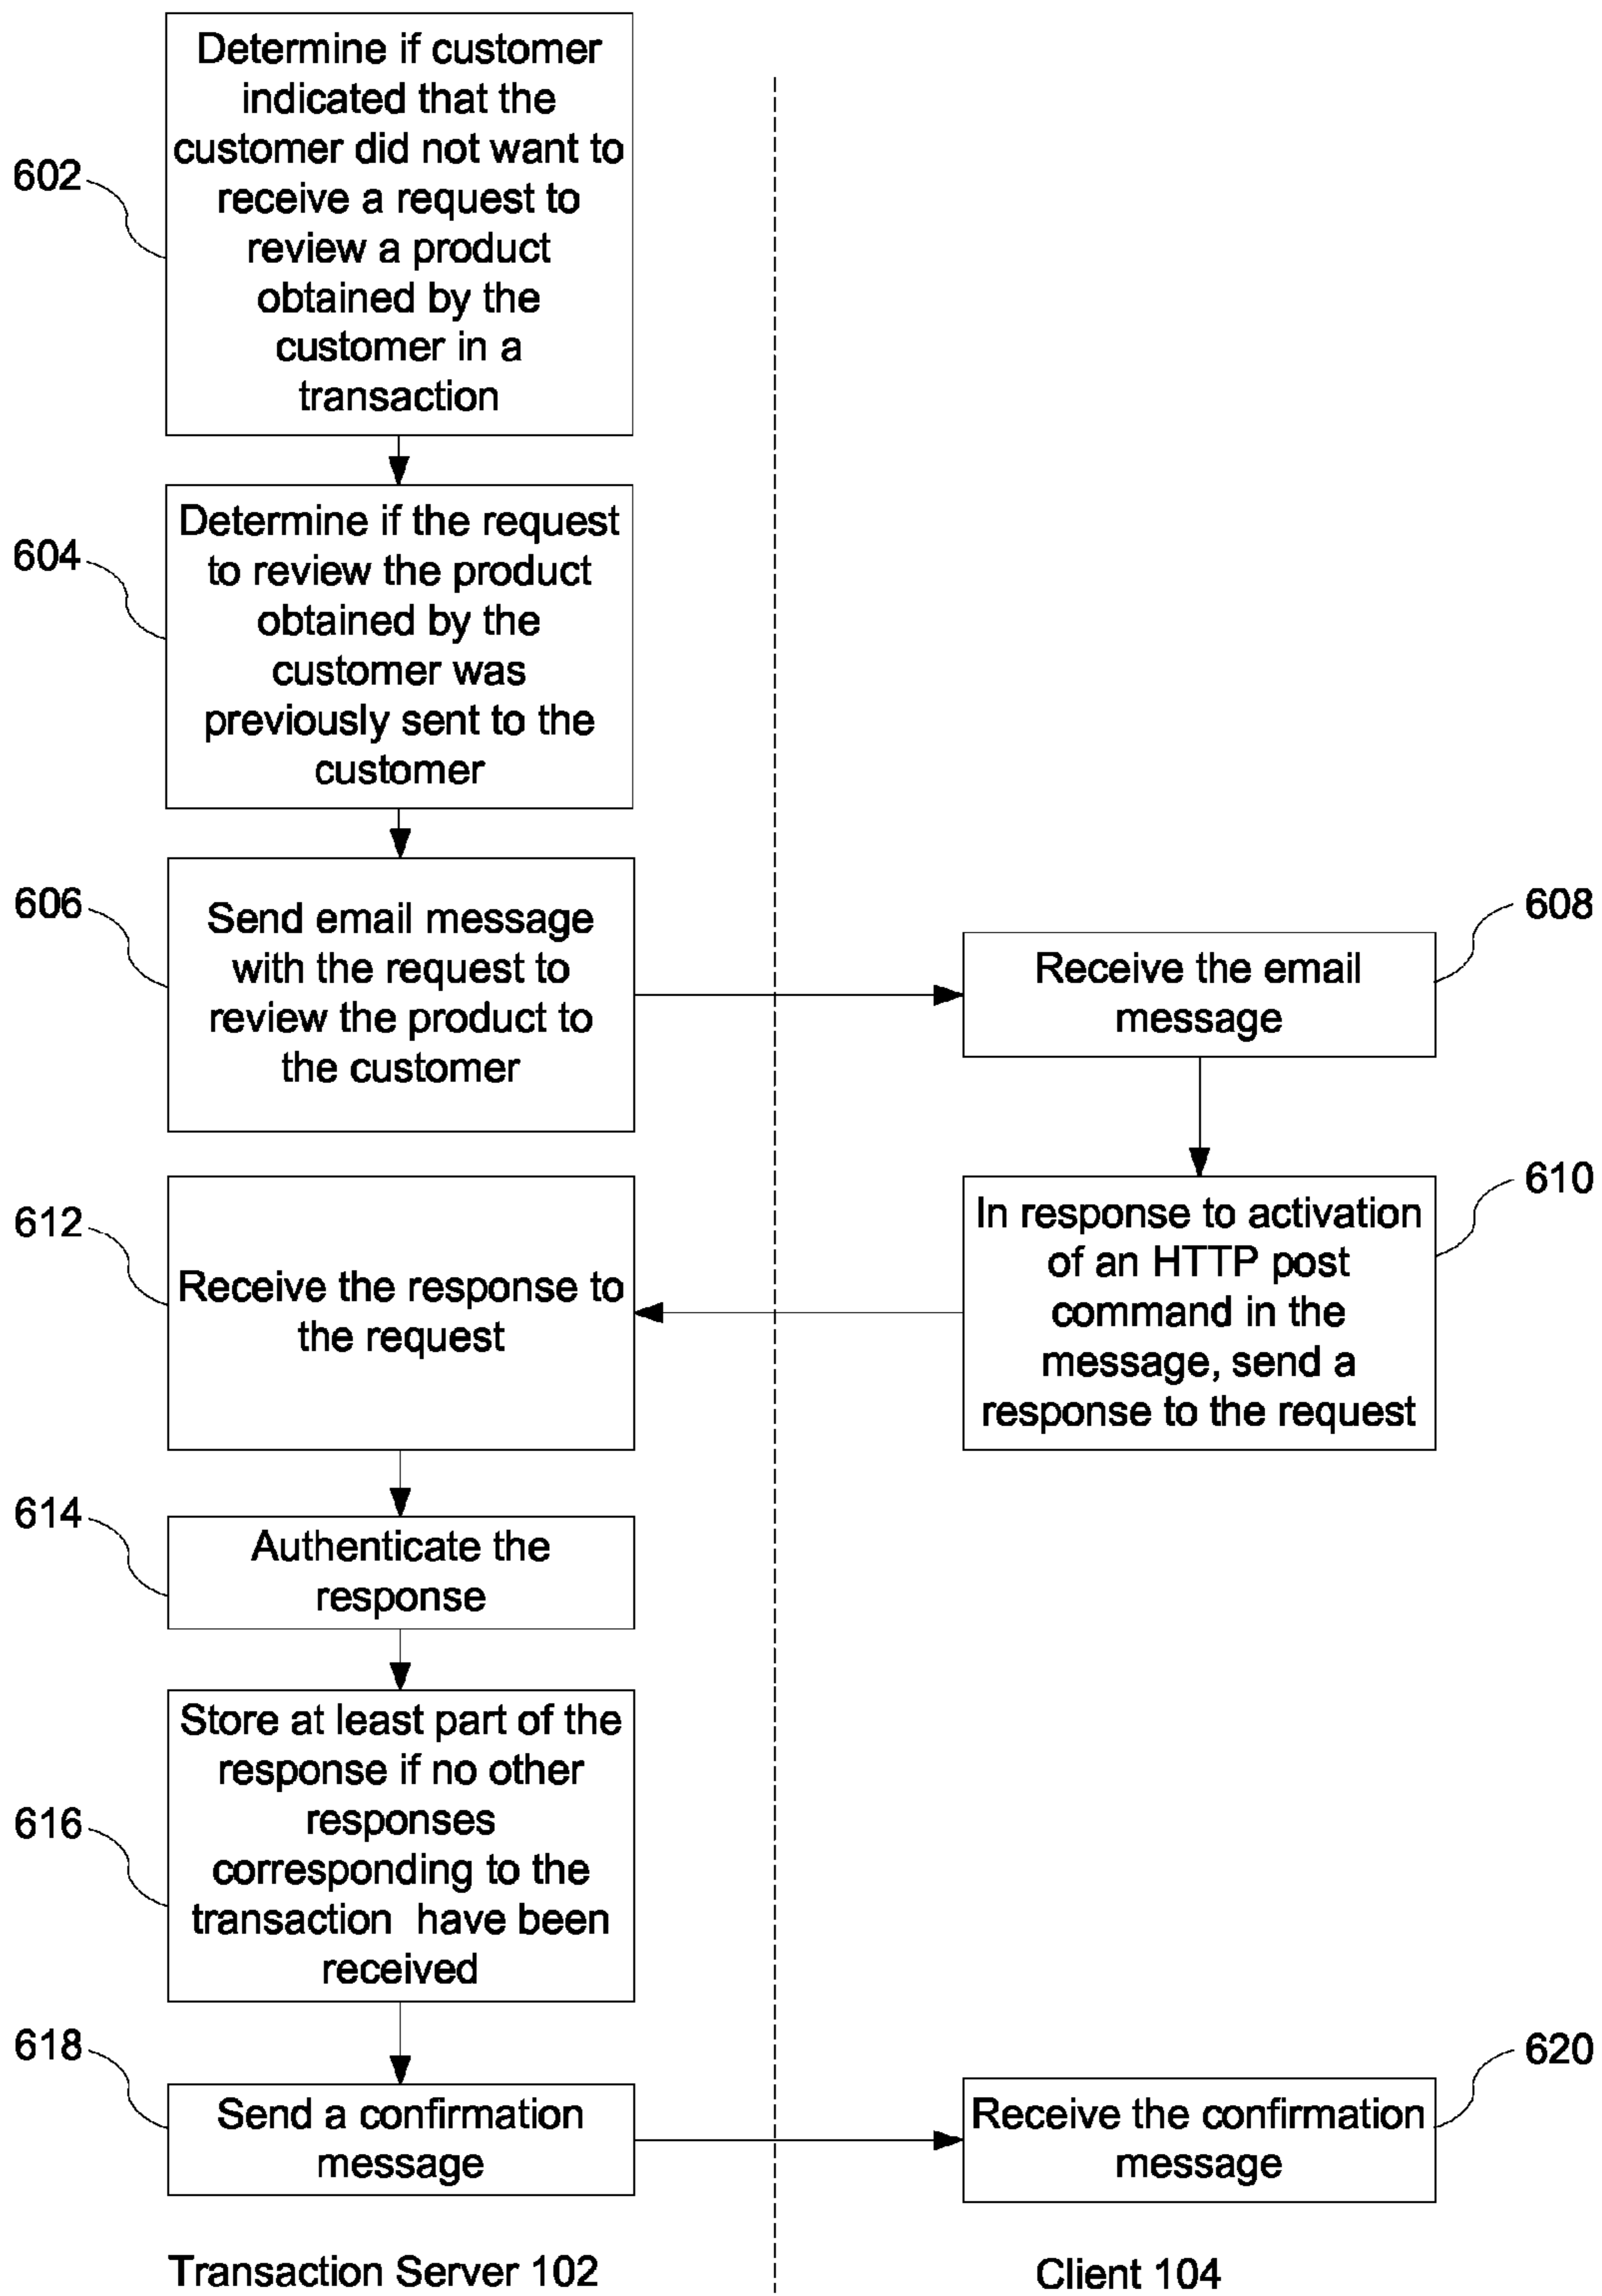 602
Determine if customer
indicated that the
customer did not want to
receive a request to
review a product
obtained by the
customer in a
transaction
604
Determine if the request
to review the product
obtained by the
customer was
previously sent to the
customer
606
Send email message
with the request to
review the product to
the customer
608
Receive the email
message
610
In response to activation
of an HTTP post
command in the
message, send a
response to the request
612
Receive the response to
the request
614
Authenticate the
response
616
Store at least part of the
response if no other
responses
corresponding to the
transaction have been
received
618
Send a confirmation
message
620
Receive the confirmation
message
Transaction Server 102
Client 104